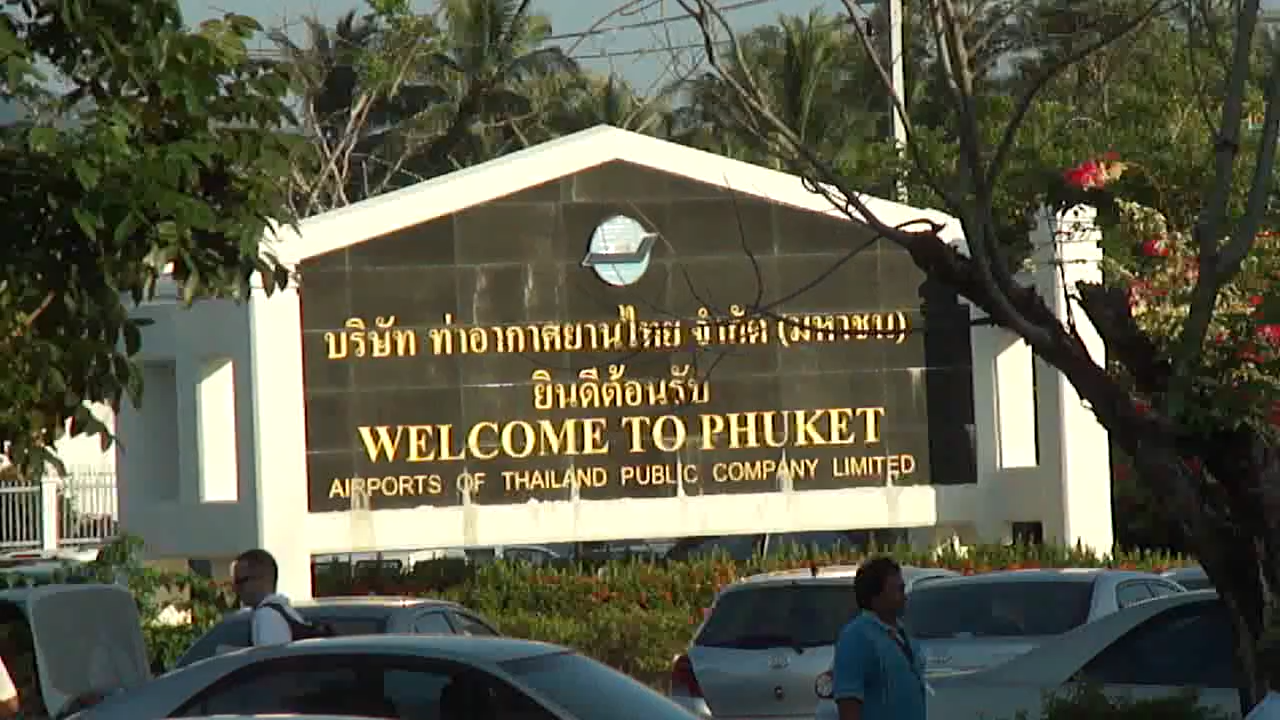 บริษัท ท่าอากาศยานไทย จำกัด (มหาชน)
ยินดีต้อนรับ
WELCOME TO PHUKET
AIRPORTS OF THAILAND PUBLIC COMPANY LIMITED